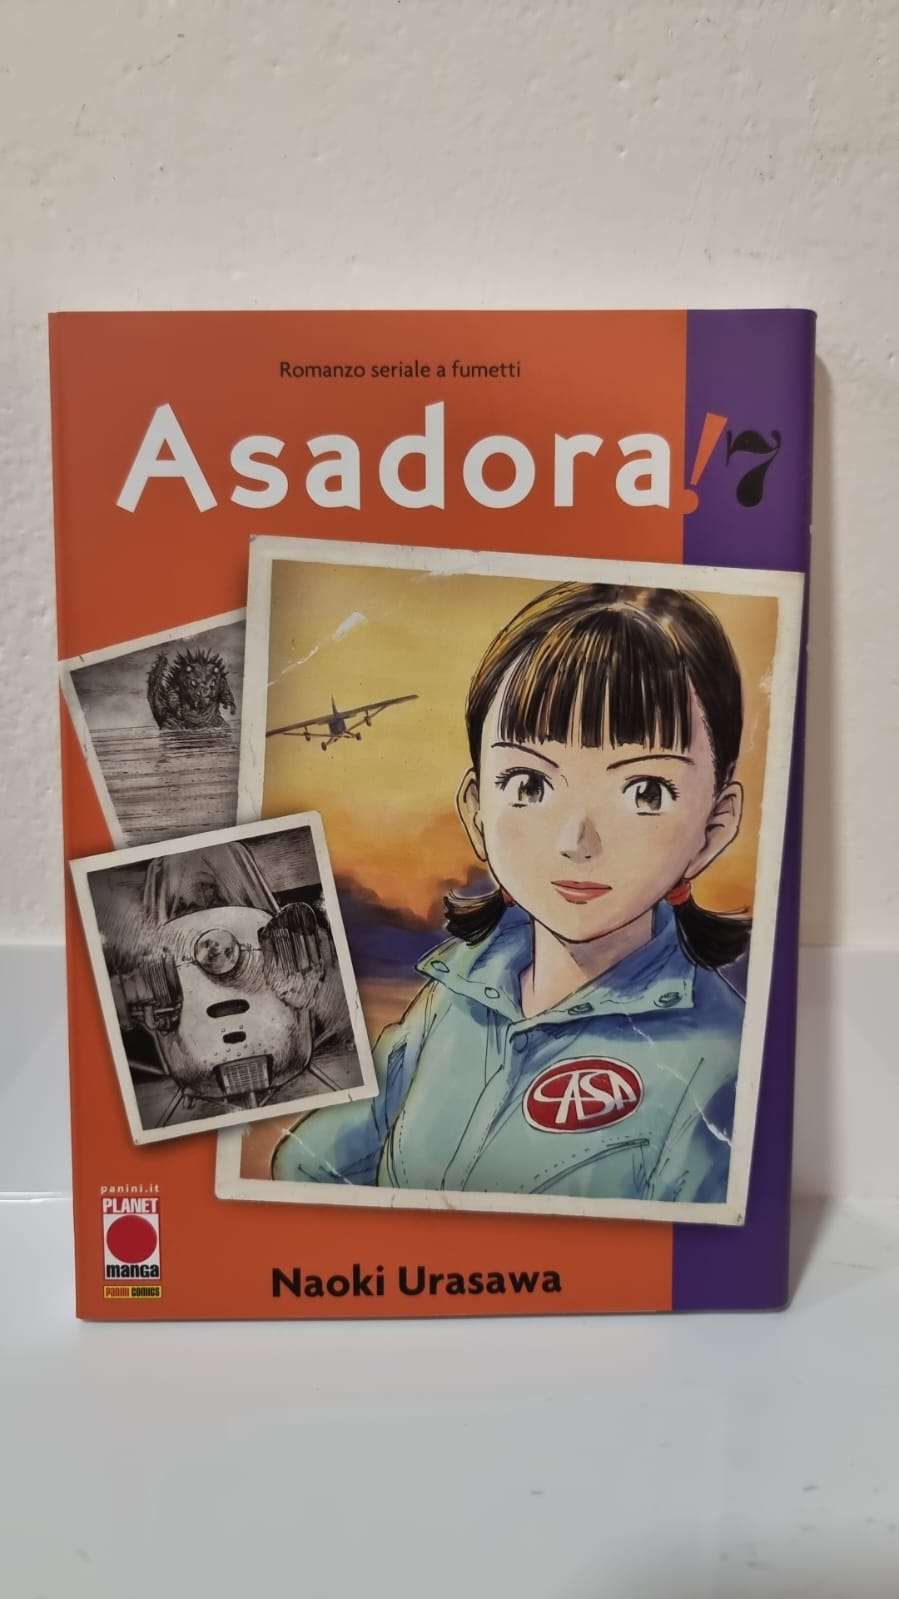 Romanzo seriale a fumetti
Asadora! 7
CASA
panini.it
PLANET
manga
PANINI COMICS
Naoki Urasawa